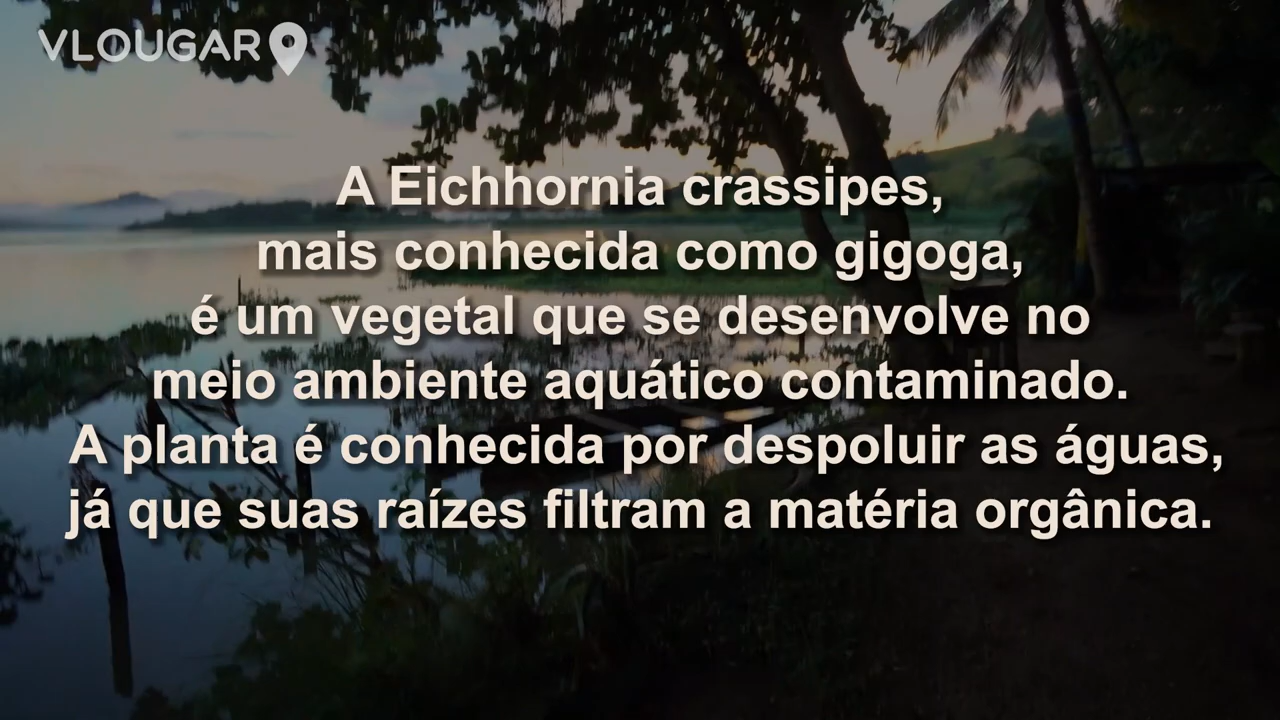 VLOUGAR
A Eichhornia crassipes,
mais conhecida como gigoga,
é um vegetal que se desenvolve no
meio ambiente aquático contaminado.
A planta é conhecida por despoluir as águas,
já que suas raízes filtram a matéria orgânica.